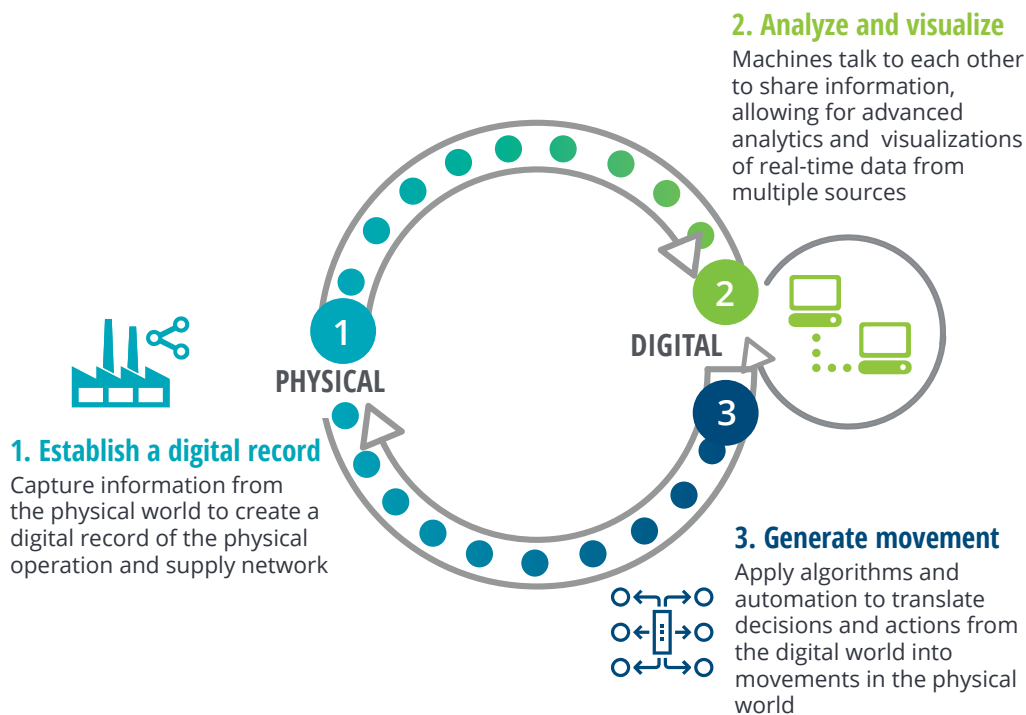 2. Analyze and visualize
Machines talk to each other
to share information,
allowing for advanced
analytics and visualizations
of real-time data from
multiple sources
2
1
DIGITAL
PHYSICAL
3
1. Establish a digital record
Capture information from
the physical world to create a
digital record of the physical
operation and supply network
3. Generate movement
Apply algorithms and
automation to translate
decisions and actions from
the digital world into
movements in the physical
world